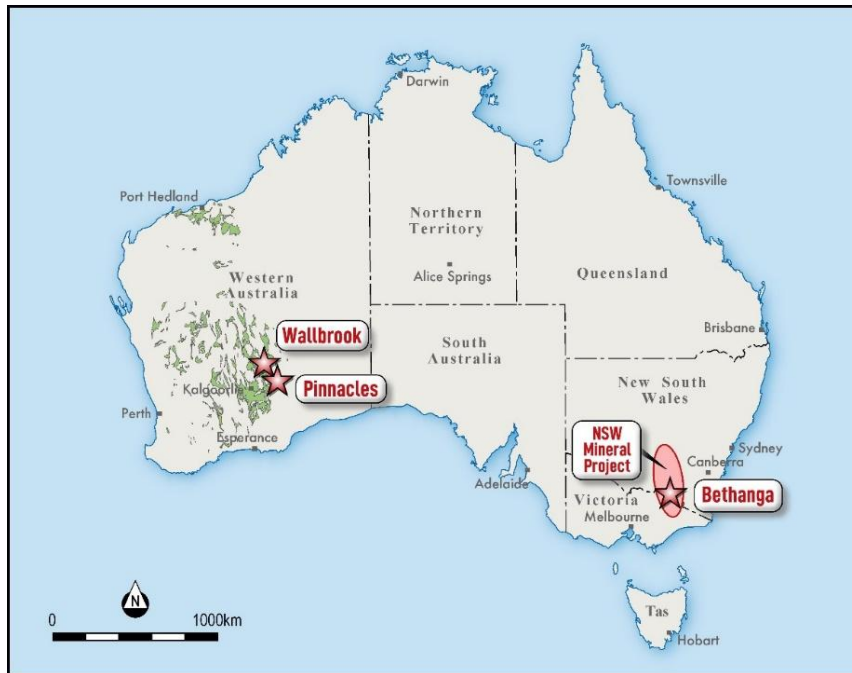 Darwin
Port Hedland
Townsville
Northern
Territory
Western
Australia
Alice Springs
Queensland
Wallbrook
South
Australia
Brisbane
Kalgoorlie
Pinnacles
New South
Wales
Perth
Esperance
NSW
Mineral
Project
Sydney
Canberra
Adelaide
Bethanga
Victoria
Melbourne
N
0
1000km
Tas
Hobart